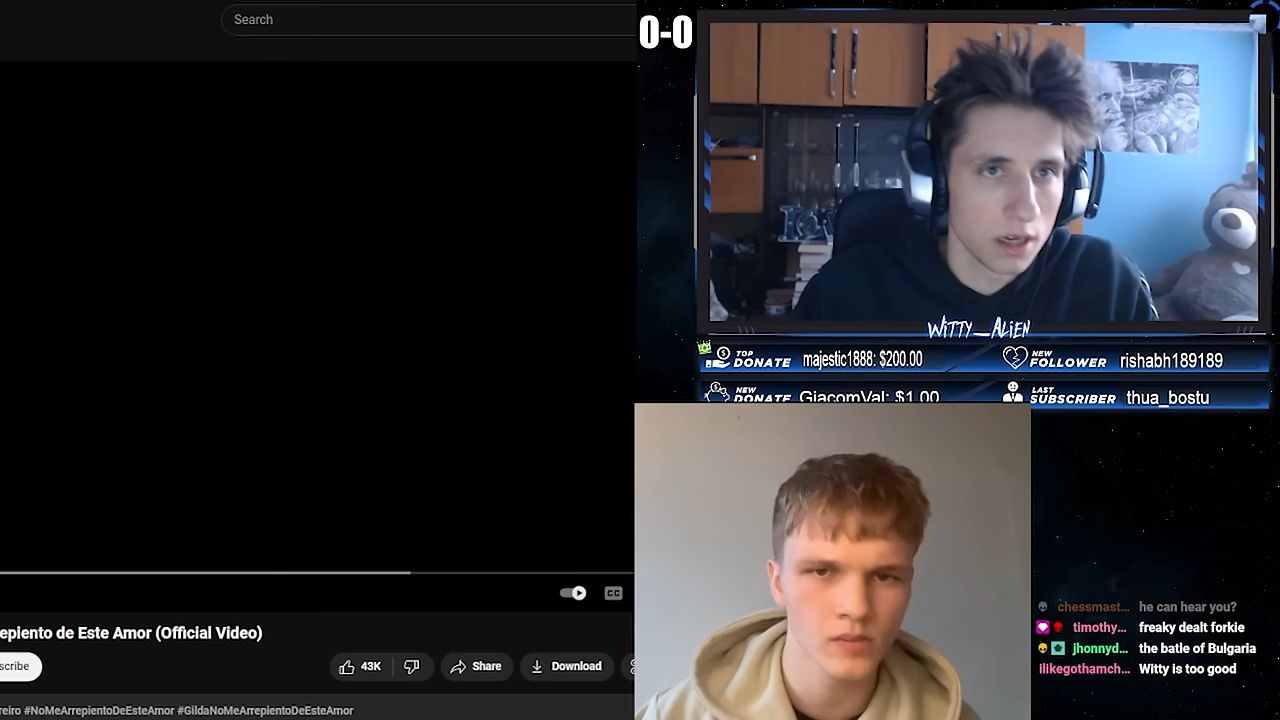 Search
0-0
WiTTY_ALiEN
TOP DONATE majestic1888: $200.00
NEW FOLLOWER rishabh189189
NEW DONATE GiacomVal: $1.00
LAST SUBSCRIBER thua_bostu
CC
epiento de Este Amor (Official Video)
scribe
43K
Share
Download
reiro #NoMeArrepientoDeEsteAmor #GildaNoMeArrepientoDeEsteAmor
chessmast... he can hear you?
timothy... freaky dealt forkie
jhonnyd... the batle of Bulgaria
ilikegothamch... Witty is too good